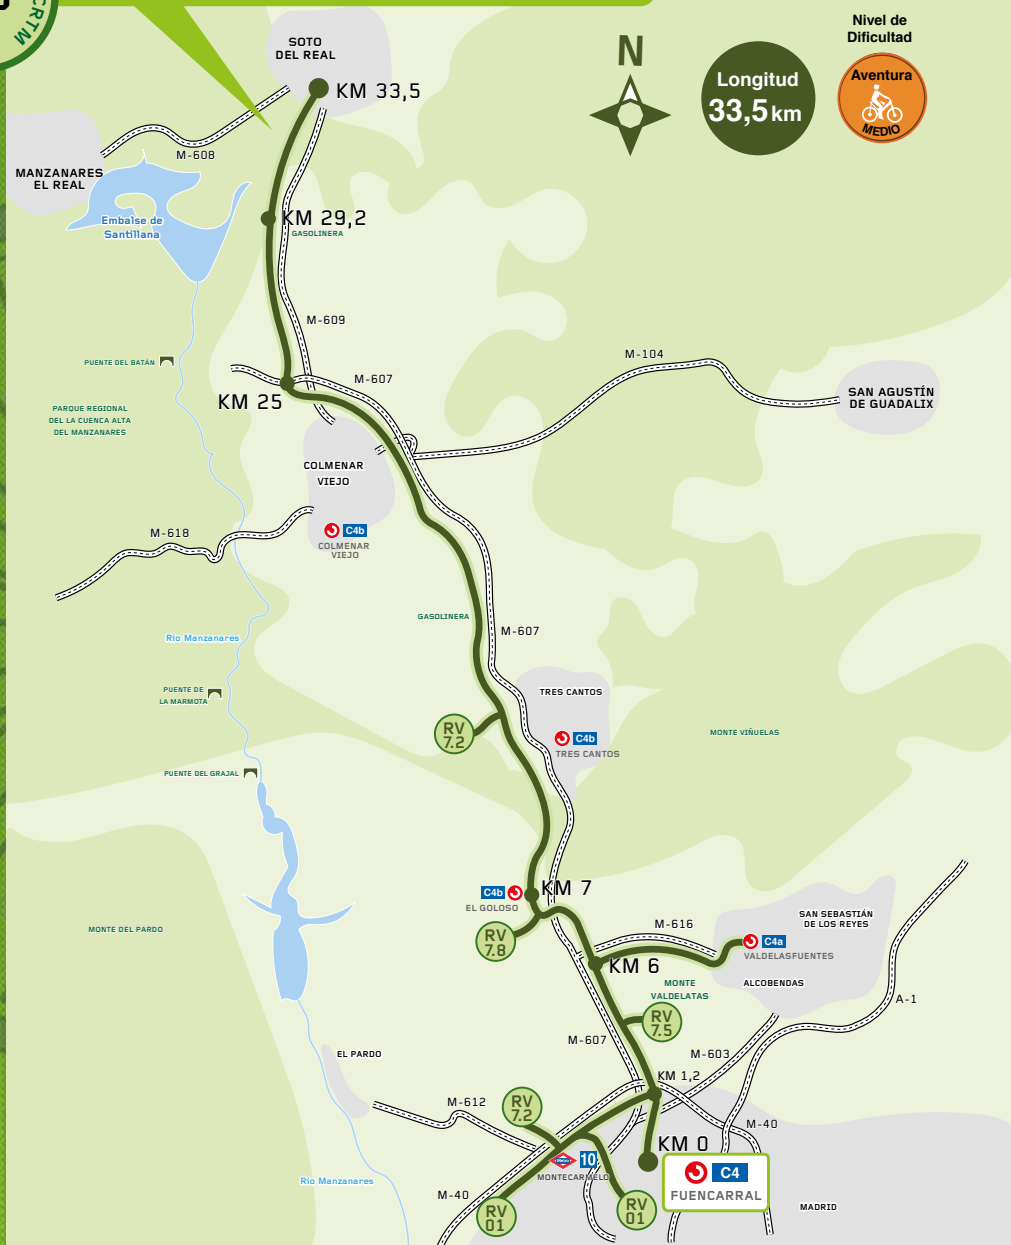 CRTM
SOTO
DEL REAL
KM 33,5
N
Longitud
33,5 km
Nivel de
Dificultad
Aventura
MEDIO
M-608
MANZANARES
EL REAL
Embalse de
Santillana
KM 29,2
GASOLINERA
M-609
PUENTE DEL BATÁN
M-104
M-607
KM 25
SAN AGUSTÍN
DE GUADALIX
PARQUE REGIONAL
DEL LA CUENCA ALTA
DEL MANZANARES
COLMENAR
VIEJO
C4b
COLMENAR
VIEJO
M-618
GASOLINERA
M-607
Río Manzanares
PUENTE DE
LA MARMOTA
TRES CANTOS
RV
7.2
C4b
TRES CANTOS
MONTE VIÑUELAS
PUENTE DEL GRAJAL
C4b
KM 7
EL GOLOSO
RV
7.8
MONTE DEL PARDO
M-616
SAN SEBASTIÁN
DE LOS REYES
C4a
VALDELASFUENTES
KM 6
MONTE
VALDELATAS
ALCOBENDAS
A-1
RV
7.5
M-607
M-603
EL PARDO
KM 1,2
M-612
RV
7.2
M-40
KM 0
Metro
10
MONTECARMELO
C4
FUENCARRAL
Río Manzanares
M-40
RV
01
RV
01
MADRID